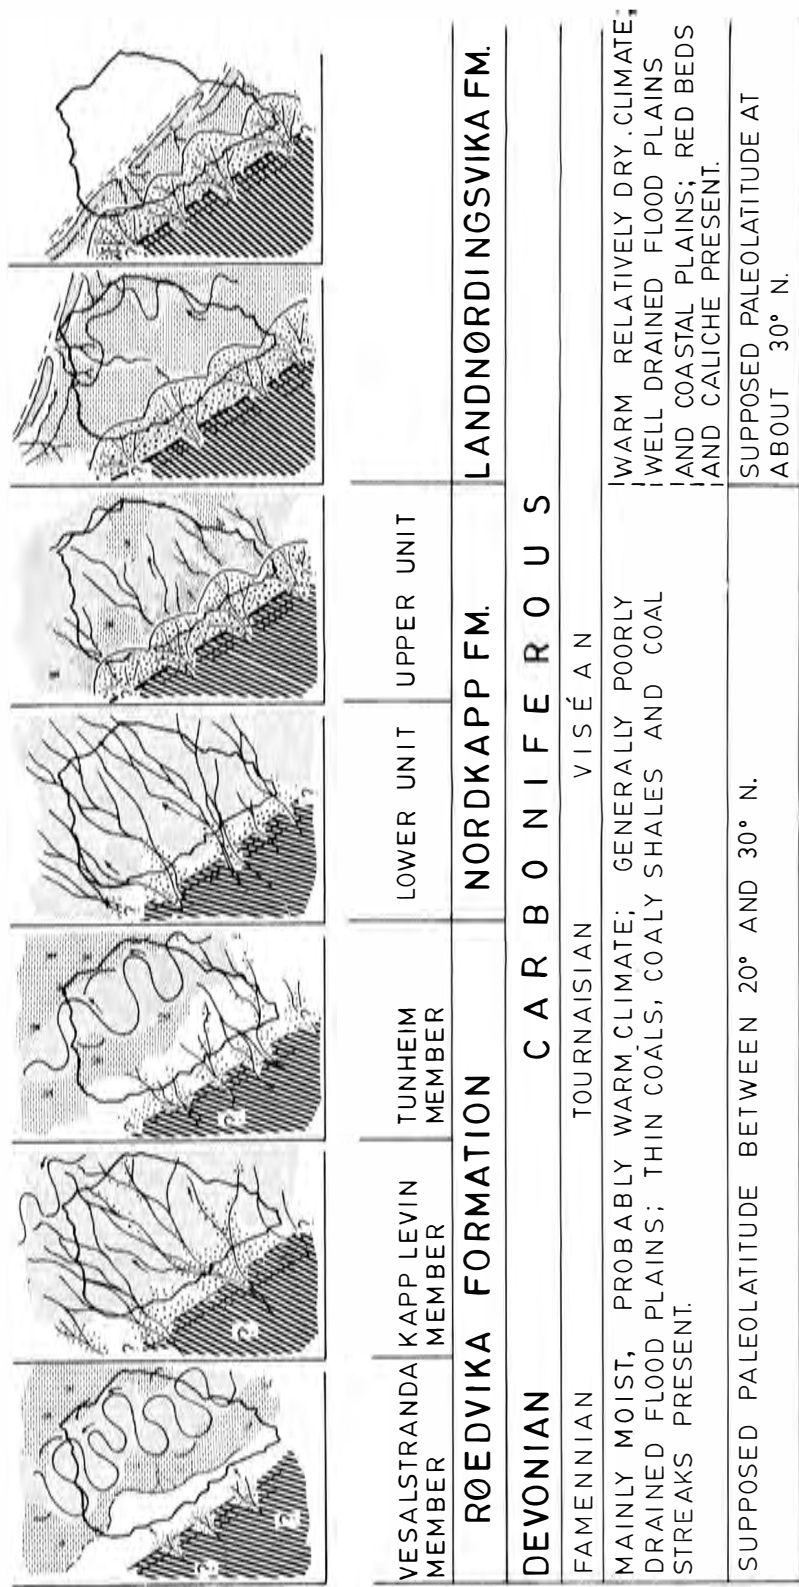 VESALSTRANDA MEMBER
KAPP LEVIN MEMBER
TUNHEIM MEMBER
LOWER UNIT
UPPER UNIT
RØEDVIKA FORMATION
NORDKAPP FM.
LANDNØRDINGSVIKA FM.
DEVONIAN
CARBONIFEROUS
FAMENNIAN
TOURNAISIAN
VISÉAN
MAINLY MOIST, PROBABLY WARM CLIMATE; GENERALLY POORLY
DRAINED FLOOD PLAINS; THIN COALS, COALY SHALES AND COAL
STREAKS PRESENT.
WARM RELATIVELY DRY CLIMATE;
WELL DRAINED FLOOD PLAINS
AND COASTAL PLAINS; RED BEDS
AND CALICHE PRESENT.
SUPPOSED PALEOLATITUDE BETWEEN 20° AND 30° N.
SUPPOSED PALEOLATITUDE AT
ABOUT 30° N.